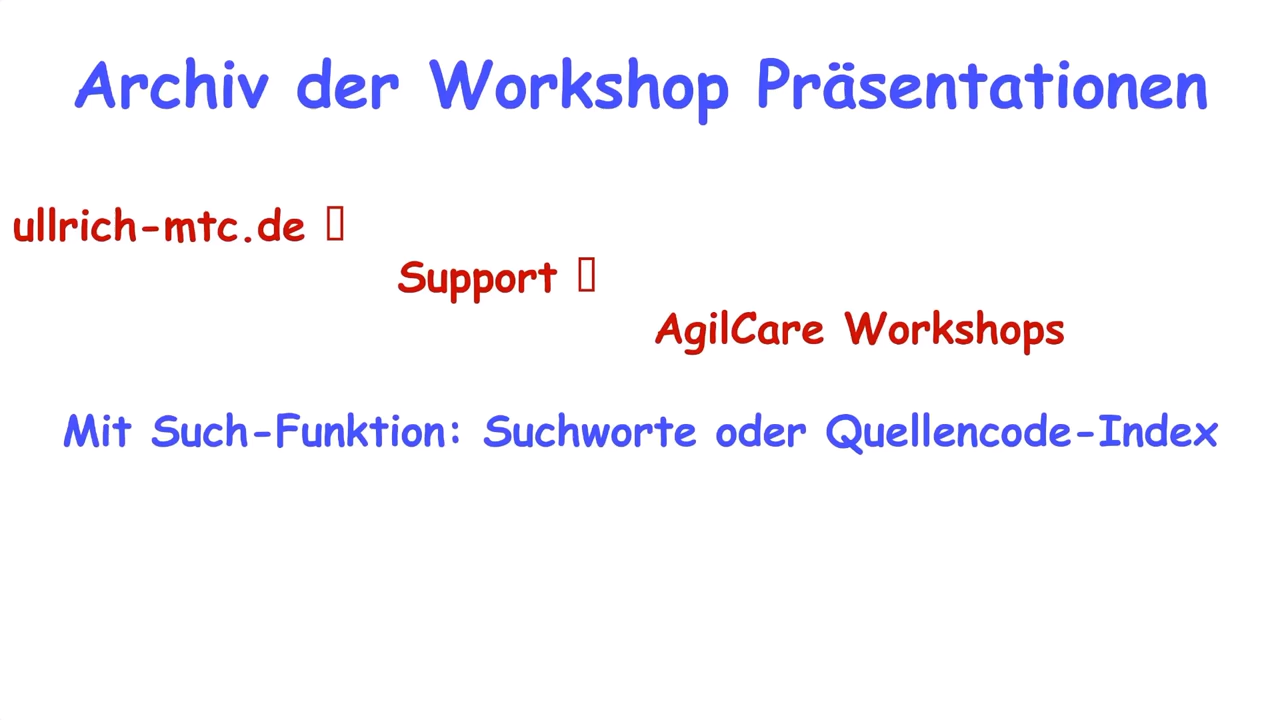 Archiv der Workshop Präsentationen
ullrich-mtc.de
Support
AgilCare Workshops
Mit Such-Funktion: Suchworte oder Quellencode-Index